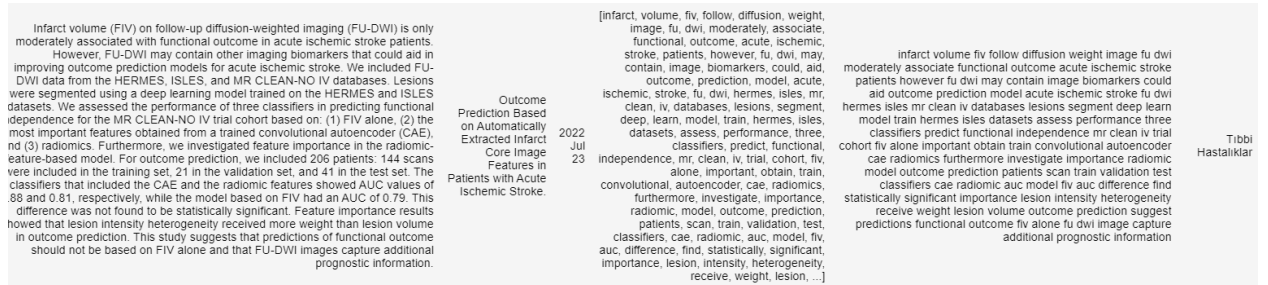 Infarct volume (FIV) on follow-up diffusion-weighted imaging (FU-DWI) is only
moderately associated with functional outcome in acute ischemic stroke patients.
However, FU-DWI may contain other imaging biomarkers that could aid in
improving outcome prediction models for acute ischemic stroke. We included FU-
DWI data from the HERMES, ISLES, and MR CLEAN-NO IV databases. Lesions
were segmented using a deep learning model trained on the HERMES and ISLES
datasets. We assessed the performance of three classifiers in predicting functional
dependence for the MR CLEAN-NO IV trial cohort based on: (1) FIV alone, (2) the
most important features obtained from a trained convolutional autoencoder (CAE),
nd (3) radiomics. Furthermore, we investigated feature importance in the radiomic-
eature-based model. For outcome prediction, we included 206 patients: 144 scans
vere included in the training set, 21 in the validation set, and 41 in the test set. The
classifiers that included the CAE and the radiomic features showed AUC values of
.88 and 0.81, respectively, while the model based on FIV had an AUC of 0.79. This
difference was not found to be statistically significant. Feature importance results
howed that lesion intensity heterogeneity received more weight than lesion volume
in outcome prediction. This study suggests that predictions of functional outcome
should not be based on FIV alone and that FU-DWI images capture additional
prognostic information.
Outcome
Prediction Based
on Automatically
Extracted Infarct
Core Image
Features in
Patients with Acute
Ischemic Stroke.
2022
Jul
23
[infarct, volume, fiv, follow, diffusion, weight,
image, fu, dwi, moderately, associate,
functional, outcome, acute, ischemic,
stroke, patients, however, fu, dwi, may,
contain, image, biomarkers, could, aid,
outcome, prediction, model, acute,
ischemic, stroke, fu, dwi, hermes, isles, mr,
clean, iv, databases, lesions, segment,
deep, learn, model, train, hermes, isles,
datasets, assess, performance, three,
classifiers, predict, functional,
independence, mr, clean, iv, trial, cohort, fiv,
alone, important, obtain, train,
convolutional, autoencoder, cae, radiomics,
furthermore, investigate, importance,
radiomic, model, outcome, prediction,
patients, scan, train, validation, test,
classifiers, cae, radiomic, auc, model, fiv,
auc, difference, find, statistically, significant,
importance, lesion, intensity, heterogeneity,
receive, weight, lesion, ...]
infarct volume fiv follow diffusion weight image fu dwi
moderately associate functional outcome acute ischemic stroke
patients however fu dwi may contain image biomarkers could
aid outcome prediction model acute ischemic stroke fu dwi
hermes isles mr clean iv databases lesions segment deep learn
model train hermes isles datasets assess performance three
classifiers predict functional independence mr clean iv trial
cohort fiv alone important obtain train convolutional autoencoder
cae radiomics furthermore investigate importance radiomic
model outcome prediction patients scan train validation test
classifiers cae radiomic auc model fiv auc difference find
statistically significant importance lesion intensity heterogeneity
receive weight lesion volume outcome prediction suggest
predictions functional outcome fiv alone fu dwi image capture
additional prognostic information
Tıbbi
Hastalıklar